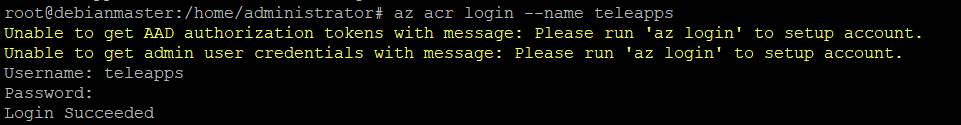 root@debianmaster:/home/administrator# az acr login --name teleapps
Unable to get AAD authorization tokens with message: Please run 'az login' to setup account.
Unable to get admin user credentials with message: Please run 'az login' to setup account.
Username: teleapps
Password:
Login Succeeded